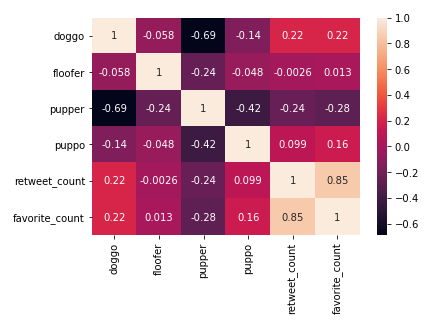 doggo 1 -0.058 -0.69 -0.14 0.22 0.22
floofer -0.058 1 -0.24 -0.048 -0.0026 0.013
pupper -0.69 -0.24 1 -0.42 -0.24 -0.28
puppo -0.14 -0.048 -0.42 1 0.099 0.16
retweet_count 0.22 -0.0026 -0.24 0.099 1 0.85
favorite_count 0.22 0.013 -0.28 0.16 0.85 1
doggo
floofer
pupper
puppo
retweet_count
favorite_count
1.0
0.8
0.6
0.4
0.2
0.0
−0.2
−0.4
−0.6